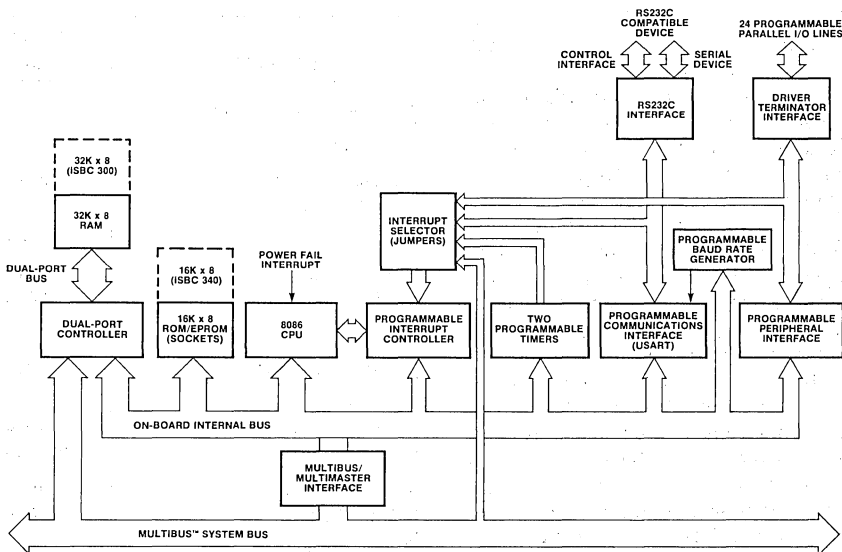 RS232C
COMPATIBLE
DEVICE
24 PROGRAMMABLE
PARALLEL I/O LINES
CONTROL
INTERFACE
SERIAL
DEVICE
RS232C
INTERFACE
DRIVER
TERMINATOR
INTERFACE
32K x 8
(ISBC 300)
32K x 8
RAM
INTERRUPT
SELECTOR
(JUMPERS)
PROGRAMMABLE
BAUD RATE
GENERATOR
DUAL-PORT
BUS
POWER FAIL
INTERRUPT
16K x 8
(ISBC 340)
DUAL-PORT
CONTROLLER
16K x 8
ROM/EPROM
(SOCKETS)
8086
CPU
PROGRAMMABLE
INTERRUPT
CONTROLLER
TWO
PROGRAMMABLE
TIMERS
PROGRAMMABLE
COMMUNICATIONS
INTERFACE
(USART)
PROGRAMMABLE
PERIPHERAL
INTERFACE
ON-BOARD INTERNAL BUS
MULTIBUS/
MULTIMASTER
INTERFACE
MULTIBUS™ SYSTEM BUS